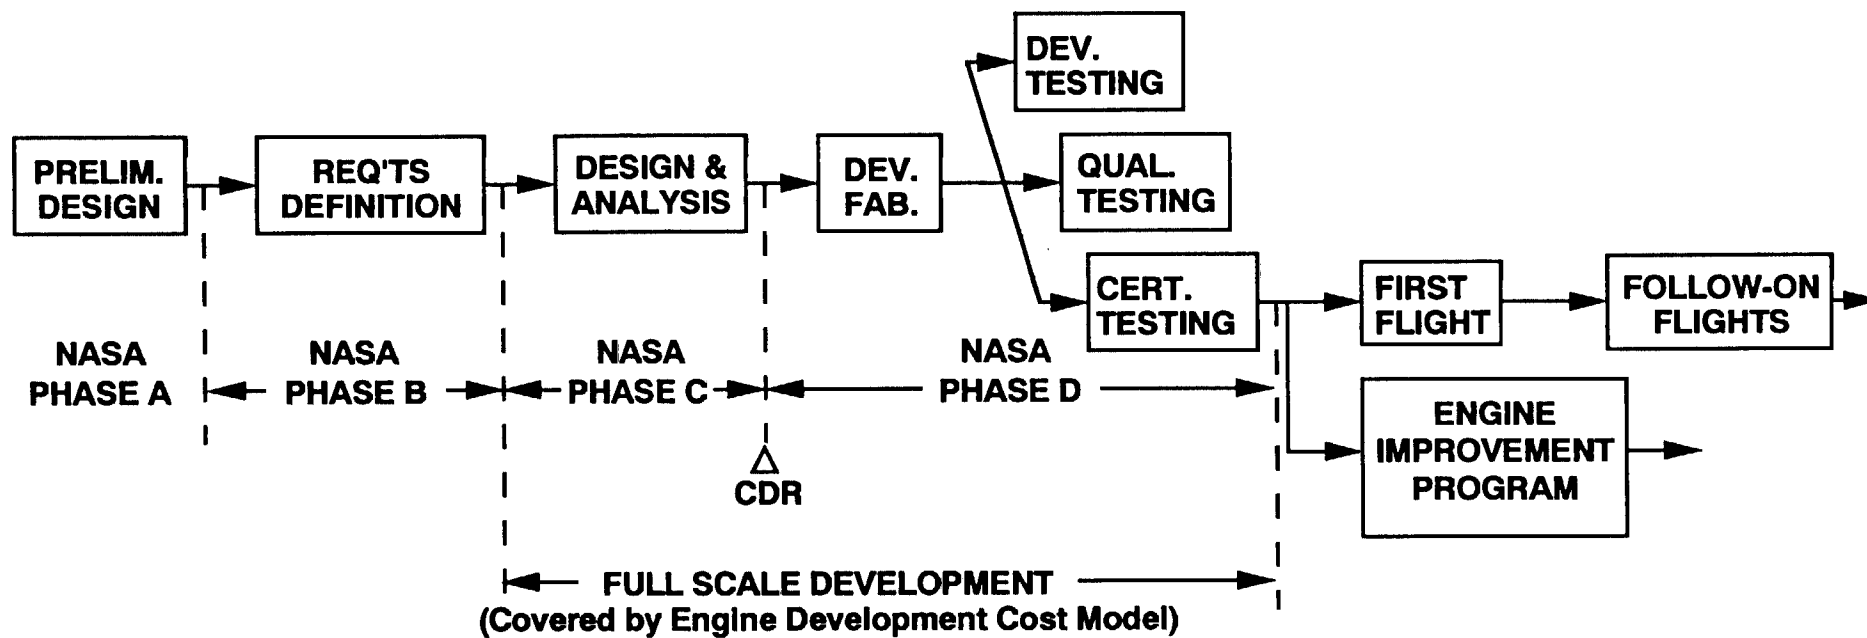 DEV.
TESTING
PRELIM.
DESIGN
REQ'TS
DEFINITION
DESIGN &
ANALYSIS
DEV.
FAB.
QUAL.
TESTING
CERT.
TESTING
FIRST
FLIGHT
FOLLOW-ON
FLIGHTS
NASA
PHASE A
NASA
PHASE B
NASA
PHASE C
NASA
PHASE D
CDR
ENGINE
IMPROVEMENT
PROGRAM
FULL SCALE DEVELOPMENT
(Covered by Engine Development Cost Model)